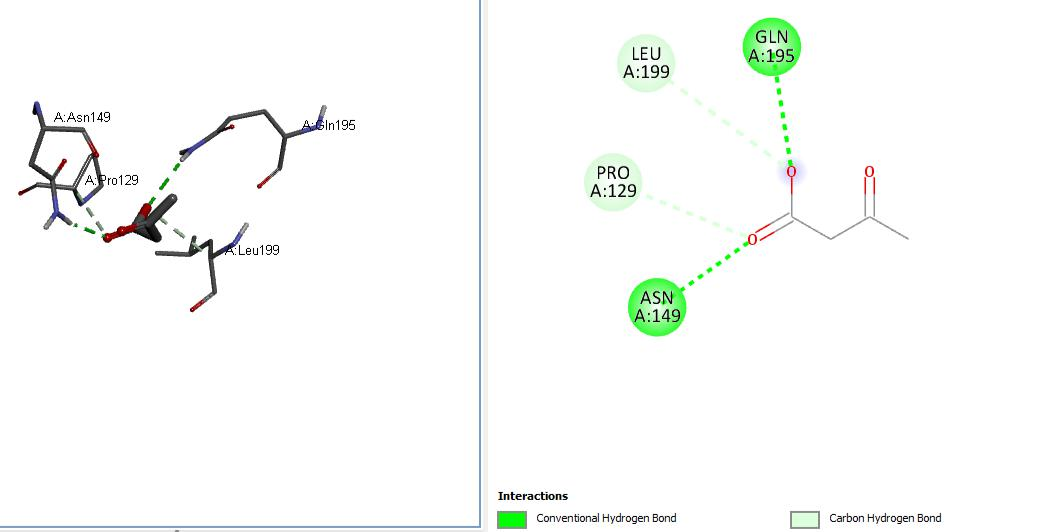 A:Asn149
A:Gln195
A:Pro129
A:Leu199
GLN
A:195
LEU
A:199
PRO
A:129
O
O
O
ASN
A:149
Interactions
Conventional Hydrogen Bond
Carbon Hydrogen Bond